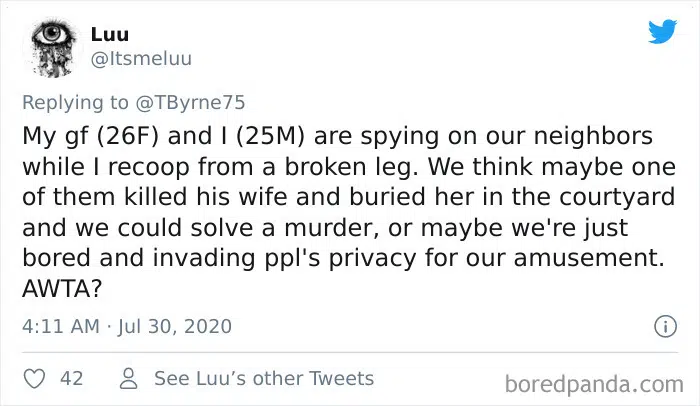 Luu
@Itsmeluu
Replying to @TByrne75
My gf (26F) and I (25M) are spying on our neighbors
while I recoop from a broken leg. We think maybe one
of them killed his wife and buried her in the courtyard
and we could solve a murder, or maybe we're just
bored and invading ppl's privacy for our amusement.
AWTA?
4:11 AM · Jul 30, 2020
42 See Luu’s other Tweets
boredpanda.com